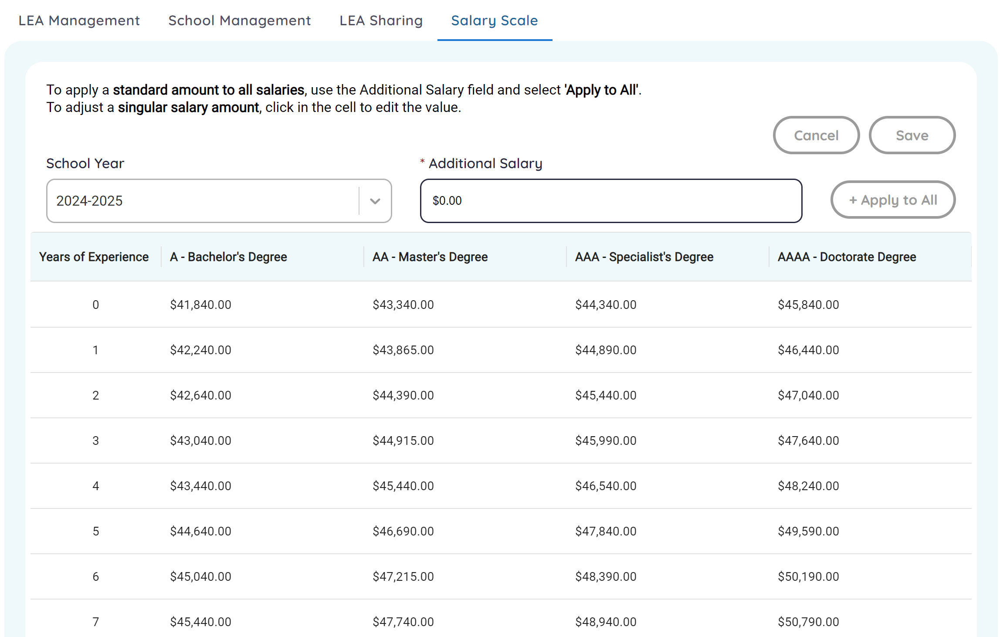 LEA Management School Management LEA Sharing Salary Scale
To apply a standard amount to all salaries, use the Additional Salary field and select 'Apply to All'.
To adjust a singular salary amount, click in the cell to edit the value.
Cancel Save
School Year * Additional Salary
2024-2025 $0.00 + Apply to All
Years of Experience A - Bachelor's Degree AA - Master's Degree AAA - Specialist's Degree AAAA - Doctorate Degree
0 $41,840.00 $43,340.00 $44,340.00 $45,840.00
1 $42,240.00 $43,865.00 $44,890.00 $46,440.00
2 $42,640.00 $44,390.00 $45,440.00 $47,040.00
3 $43,040.00 $44,915.00 $45,990.00 $47,640.00
4 $43,440.00 $45,440.00 $46,540.00 $48,240.00
5 $44,640.00 $46,690.00 $47,840.00 $49,590.00
6 $45,040.00 $47,215.00 $48,390.00 $50,190.00
7 $45,440.00 $47,740.00 $48,940.00 $50,790.00